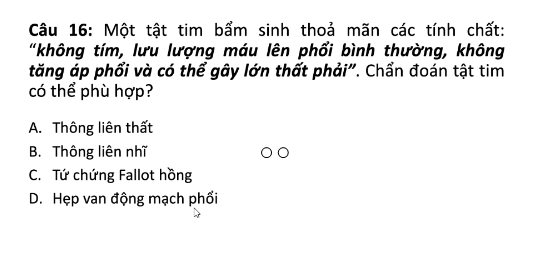 Câu 16: Một tật tim bẩm sinh thoả mãn các tính chất:
“không tím, lưu lượng máu lên phổi bình thường, không
tăng áp phổi và có thể gây lớn thất phải”. Chẩn đoán tật tim
có thể phù hợp?
A. Thông liên thất
B. Thông liên nhĩ
C. Tứ chứng Fallot hồng
D. Hẹp van động mạch phổi